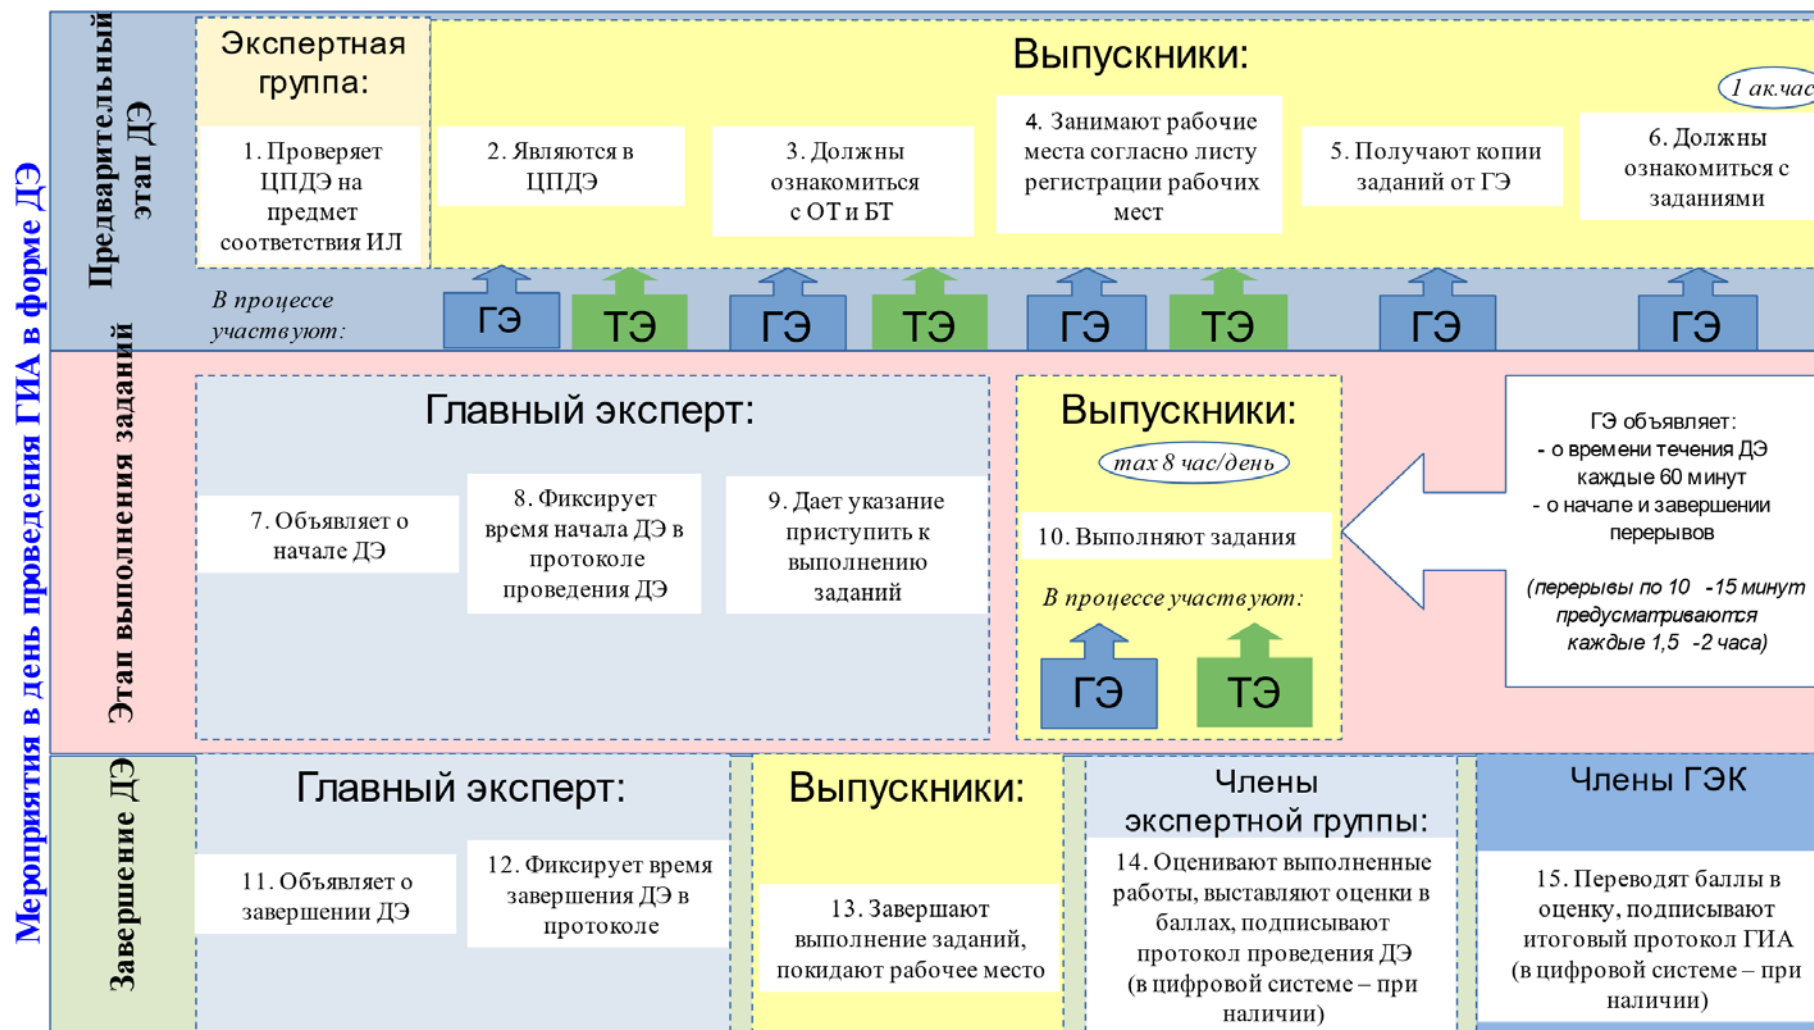 Мероприятия в день проведения ГИА в форме ДЭ
Предварительный
этап ДЭ
Экспертная
группа:
1. Проверяет
ЦПДЭ на
предмет
соответствия ИЛ
Выпускники:
1 ак.час
2. Являются в
ЦПДЭ
3. Должны
ознакомиться
с ОТ и БТ
4. Занимают рабочие
места согласно листу
регистрации рабочих
мест
5. Получают копии
заданий от ГЭ
6. Должны
ознакомиться с
заданиями
В процессе
участвуют:
ГЭ
ТЭ
ГЭ
ТЭ
ГЭ
ТЭ
ГЭ
ГЭ
Этап выполнения заданий
Главный эксперт:
7. Объявляет о
начале ДЭ
8. Фиксирует
время начала ДЭ в
протоколе
проведения ДЭ
9. Дает указание
приступить к
выполнению
заданий
Выпускники:
max 8 час/день
10. Выполняют задания
В процессе участвуют:
ГЭ
ТЭ
ГЭ объявляет:
- о времени течения ДЭ
каждые 60 минут
- о начале и завершении
перерывов
(перерывы по 10 -15 минут
предусматриваются
каждые 1,5 -2 часа)
Завершение ДЭ
Главный эксперт:
11. Объявляет о
завершении ДЭ
12. Фиксирует время
завершения ДЭ в
протоколе
Выпускники:
13. Завершают
выполнение заданий,
покидают рабочее место
Члены
экспертной группы:
14. Оценивают выполненные
работы, выставляют оценки в
баллах, подписывают
протокол проведения ДЭ
(в цифровой системе – при
наличии)
Члены ГЭК
15. Переводят баллы в
оценку, подписывают
итоговый протокол ГИА
(в цифровой системе – при
наличии)